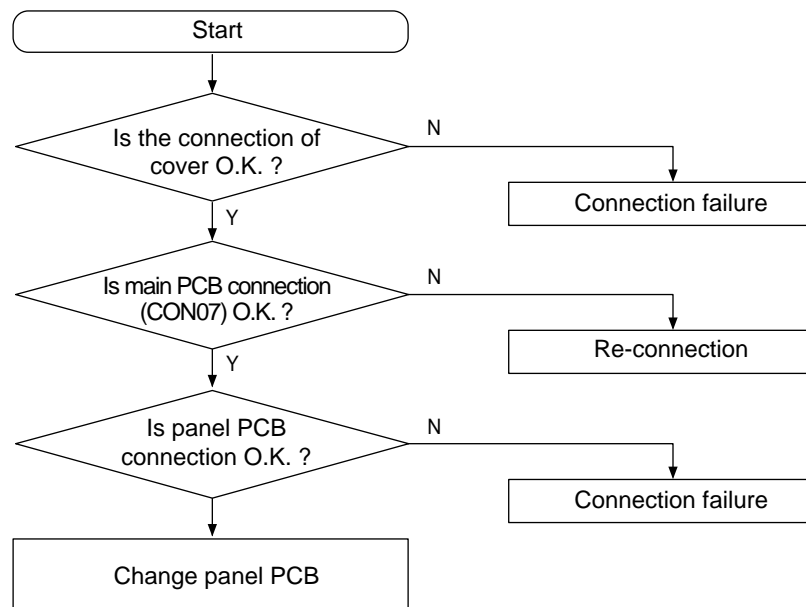 Start
Is the connection of
cover O.K. ?
N
Connection failure
Y
Is main PCB connection
(CON07) O.K. ?
N
Re-connection
Y
Is panel PCB
connection O.K. ?
N
Connection failure
Change panel PCB